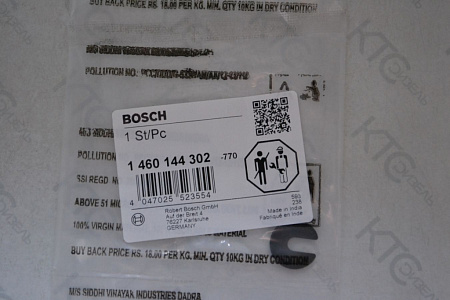 BUY BACK PRICE RS. 18.00 PER KG. MIN. QTY 10KG IN DRY CONDITION
POLLUTION NO:
BOSCH
1 St/Pc
1 460 144 302 -770
4 047025 523554
Robert Bosch GmbH
Auf der Breit 4
76227 Karlsruhe
GERMANY
Made in India
Fabriqué en Inde
POLLUTION
SSI REGD.
ABOVE 51 MIC
100% VIRGIN MATERIAL
BUY BACK PRICE RS. 18.00 PER KG. MIN. QTY 10KG IN DRY CONDITION
M/S SIDDHI VINAYAK INDUSTRIES DADRA
KTC